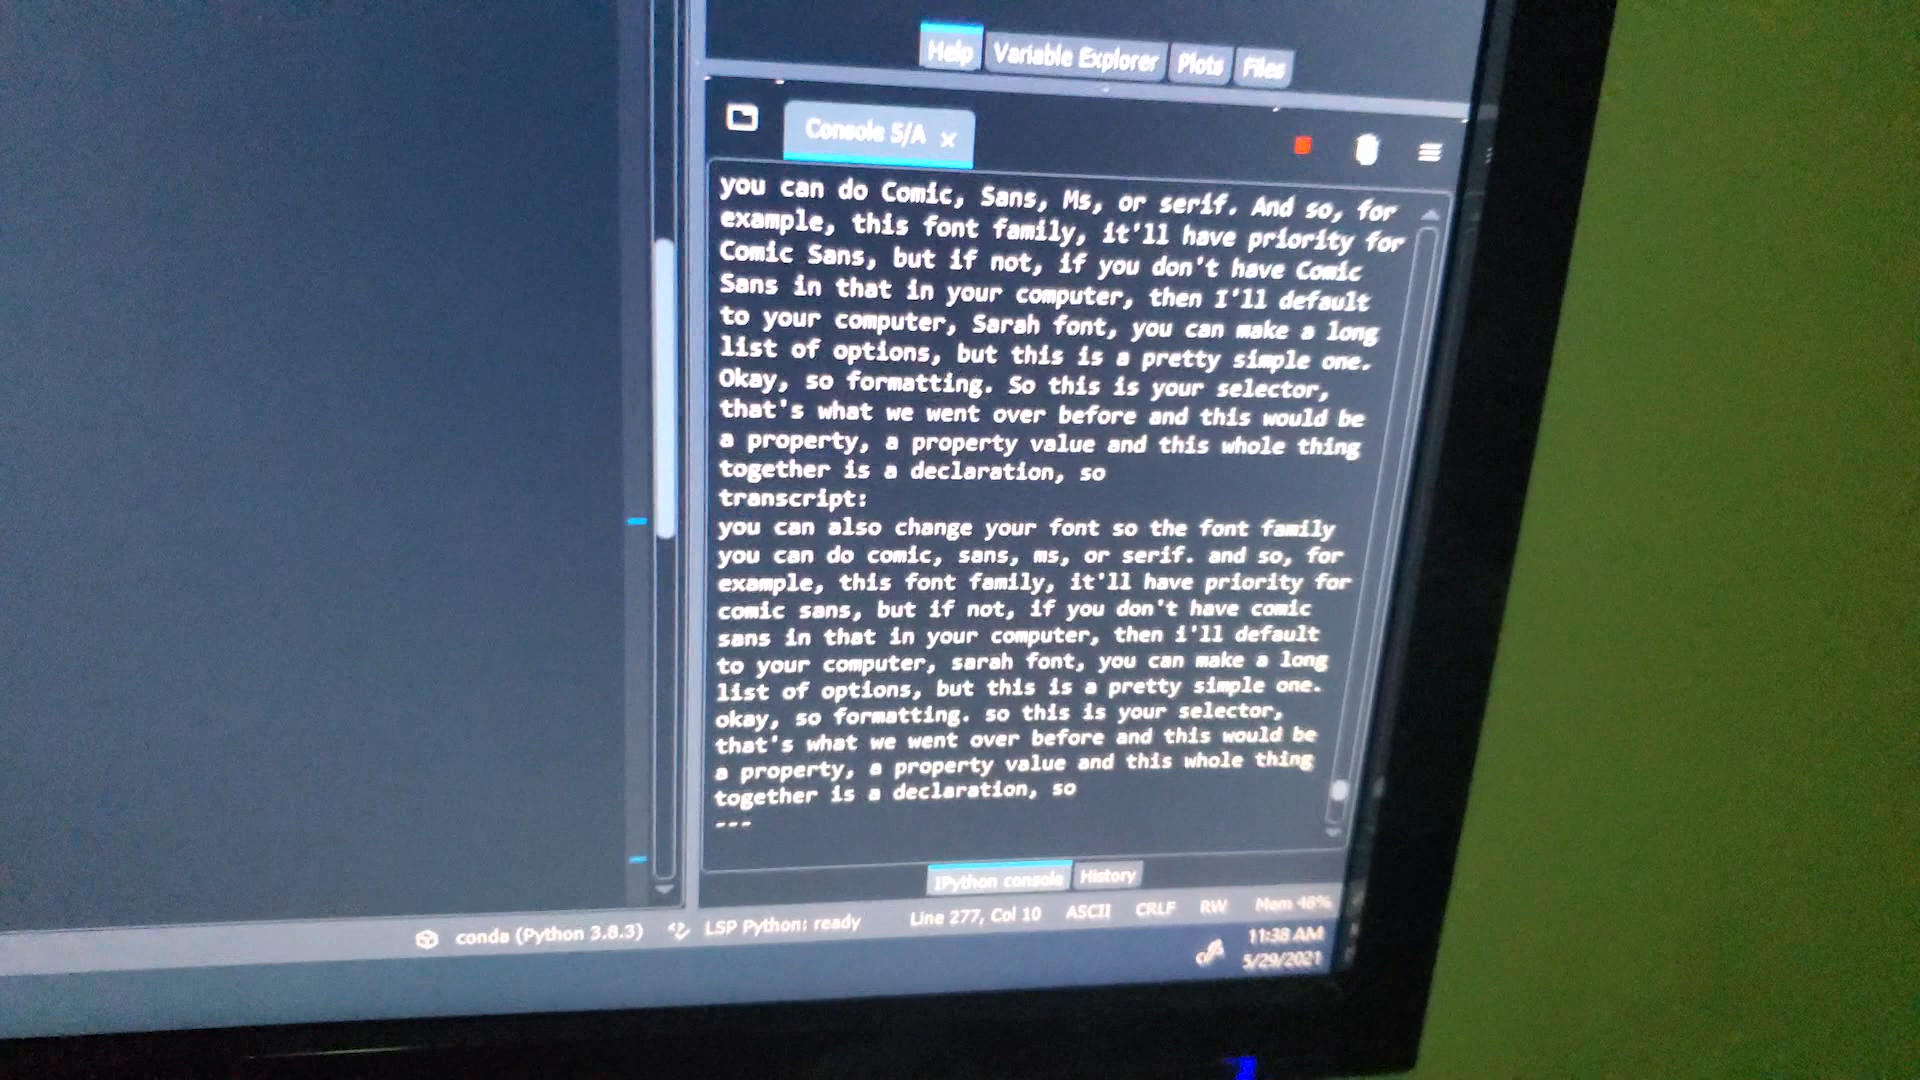 Help Variable Explorer Plots Files
Console 5/A ×
you can do Comic, Sans, Ms, or serif. And so, for
example, this font family, it'll have priority for
Comic Sans, but if not, if you don't have Comic
Sans in that in your computer, then I'll default
to your computer, Sarah font, you can make a long
list of options, but this is a pretty simple one.
Okay, so formatting. So this is your selector,
that's what we went over before and this would be
a property, a property value and this whole thing
together is a declaration, so
transcript:
you can also change your font so the font family
you can do comic, sans, ms, or serif. and so, for
example, this font family, it'll have priority for
comic sans, but if not, if you don't have comic
sans in that in your computer, then i'll default
to your computer, sarah font, you can make a long
list of options, but this is a pretty simple one.
okay, so formatting. so this is your selector,
that's what we went over before and this would be
a property, a property value and this whole thing
together is a declaration, so
---
IPython console History
conda (Python 3.8.3) LSP Python: ready Line 277, Col 10 ASCII CRLF RW Mem 48%
11:38 AM
5/29/2021